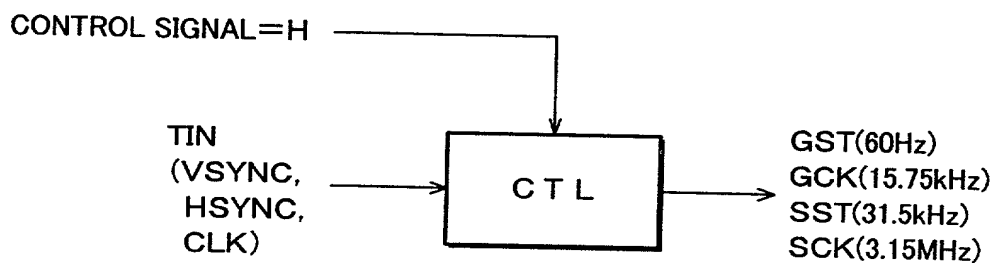 CONTROL SIGNAL=H
TIN
(VSYNC,
HSYNC,
CLK)
CTL
GST(60Hz)
GCK(15.75kHz)
SST(31.5kHz)
SCK(3.15MHz)